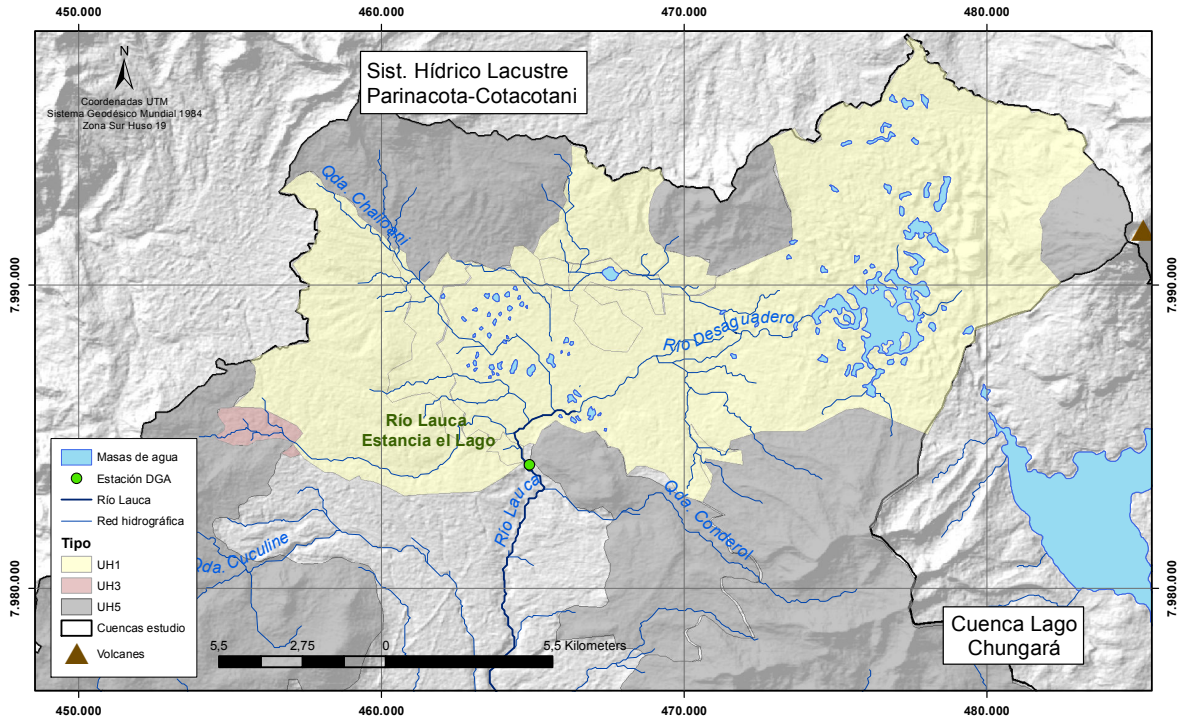 450.000
460.000
470.000
480.000
N
Coordenadas UTM
Sistema Geodésico Mundial 1984
Zona Sur Huso 19
Sist. Hídrico Lacustre
Parinacota-Cotacotani
Qda. Challoani
7.990.000
7.990.000
Río Desaguadero
Río Lauca
Estancia el Lago
Río Lauca
Qda. Conderol
Qda. Cuculine
7.980.000
7.980.000
Masas de agua
Estación DGA
Río Lauca
Red hidrográfica
Tipo
UH1
UH3
UH5
Cuencas estudio
Volcanes
5,5
2,75
0
5,5 Kilometers
Cuenca Lago
Chungará
450.000
460.000
470.000
480.000